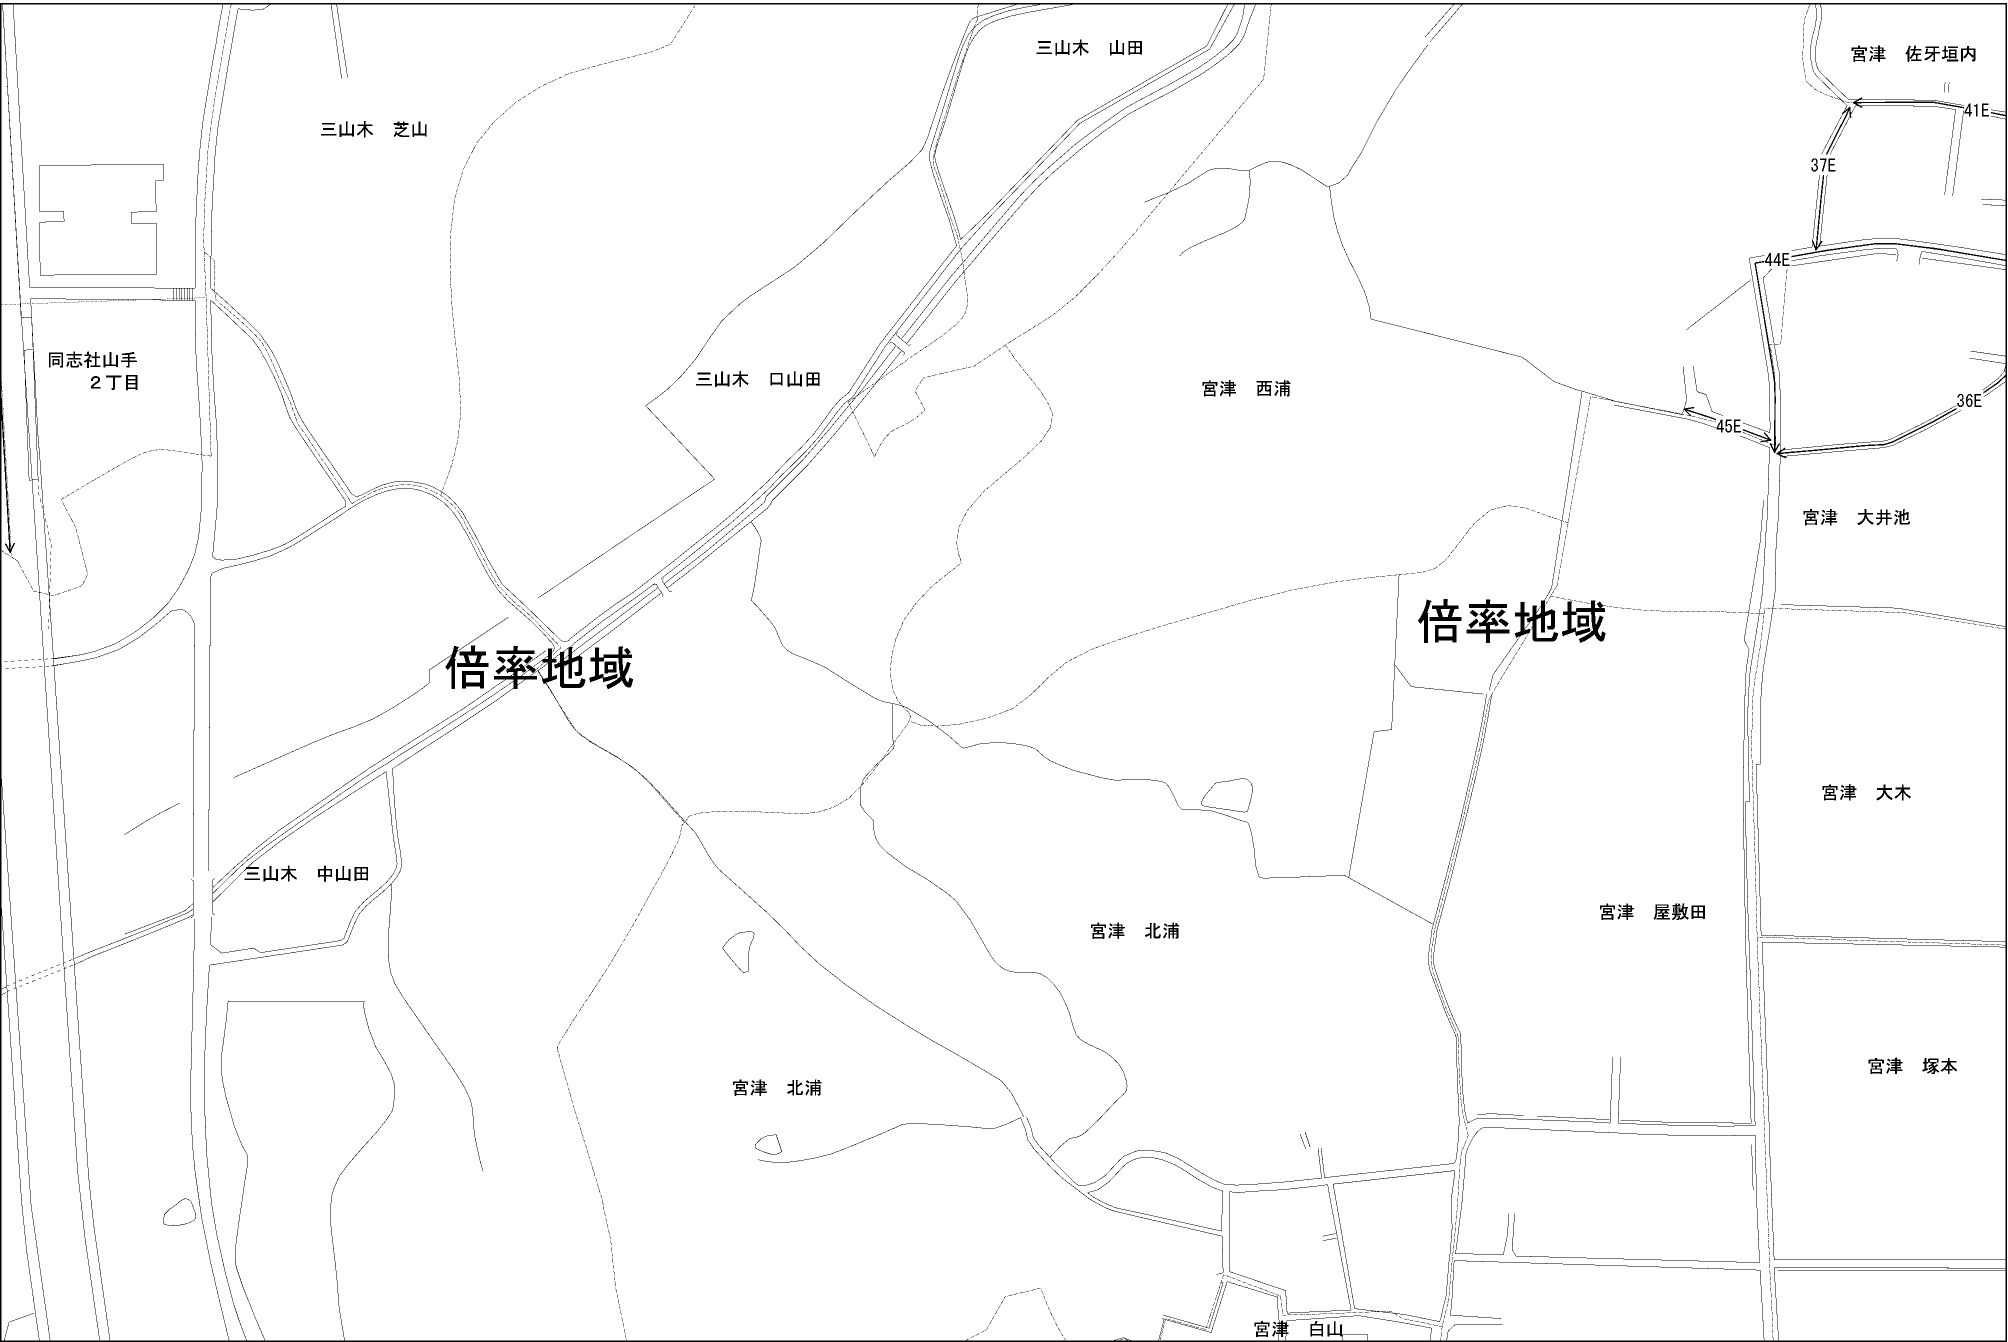 三山木　山田
宮津　佐牙垣内
41E
三山木　芝山
37E
44E
同志社山手
２丁目
三山木　口山田
宮津　西浦
36E
45E
宮津　大井池
倍率地域
倍率地域
宮津　大木
三山木　中山田
宮津　屋敷田
宮津　北浦
宮津　塚本
宮津　北浦
宮津　白山